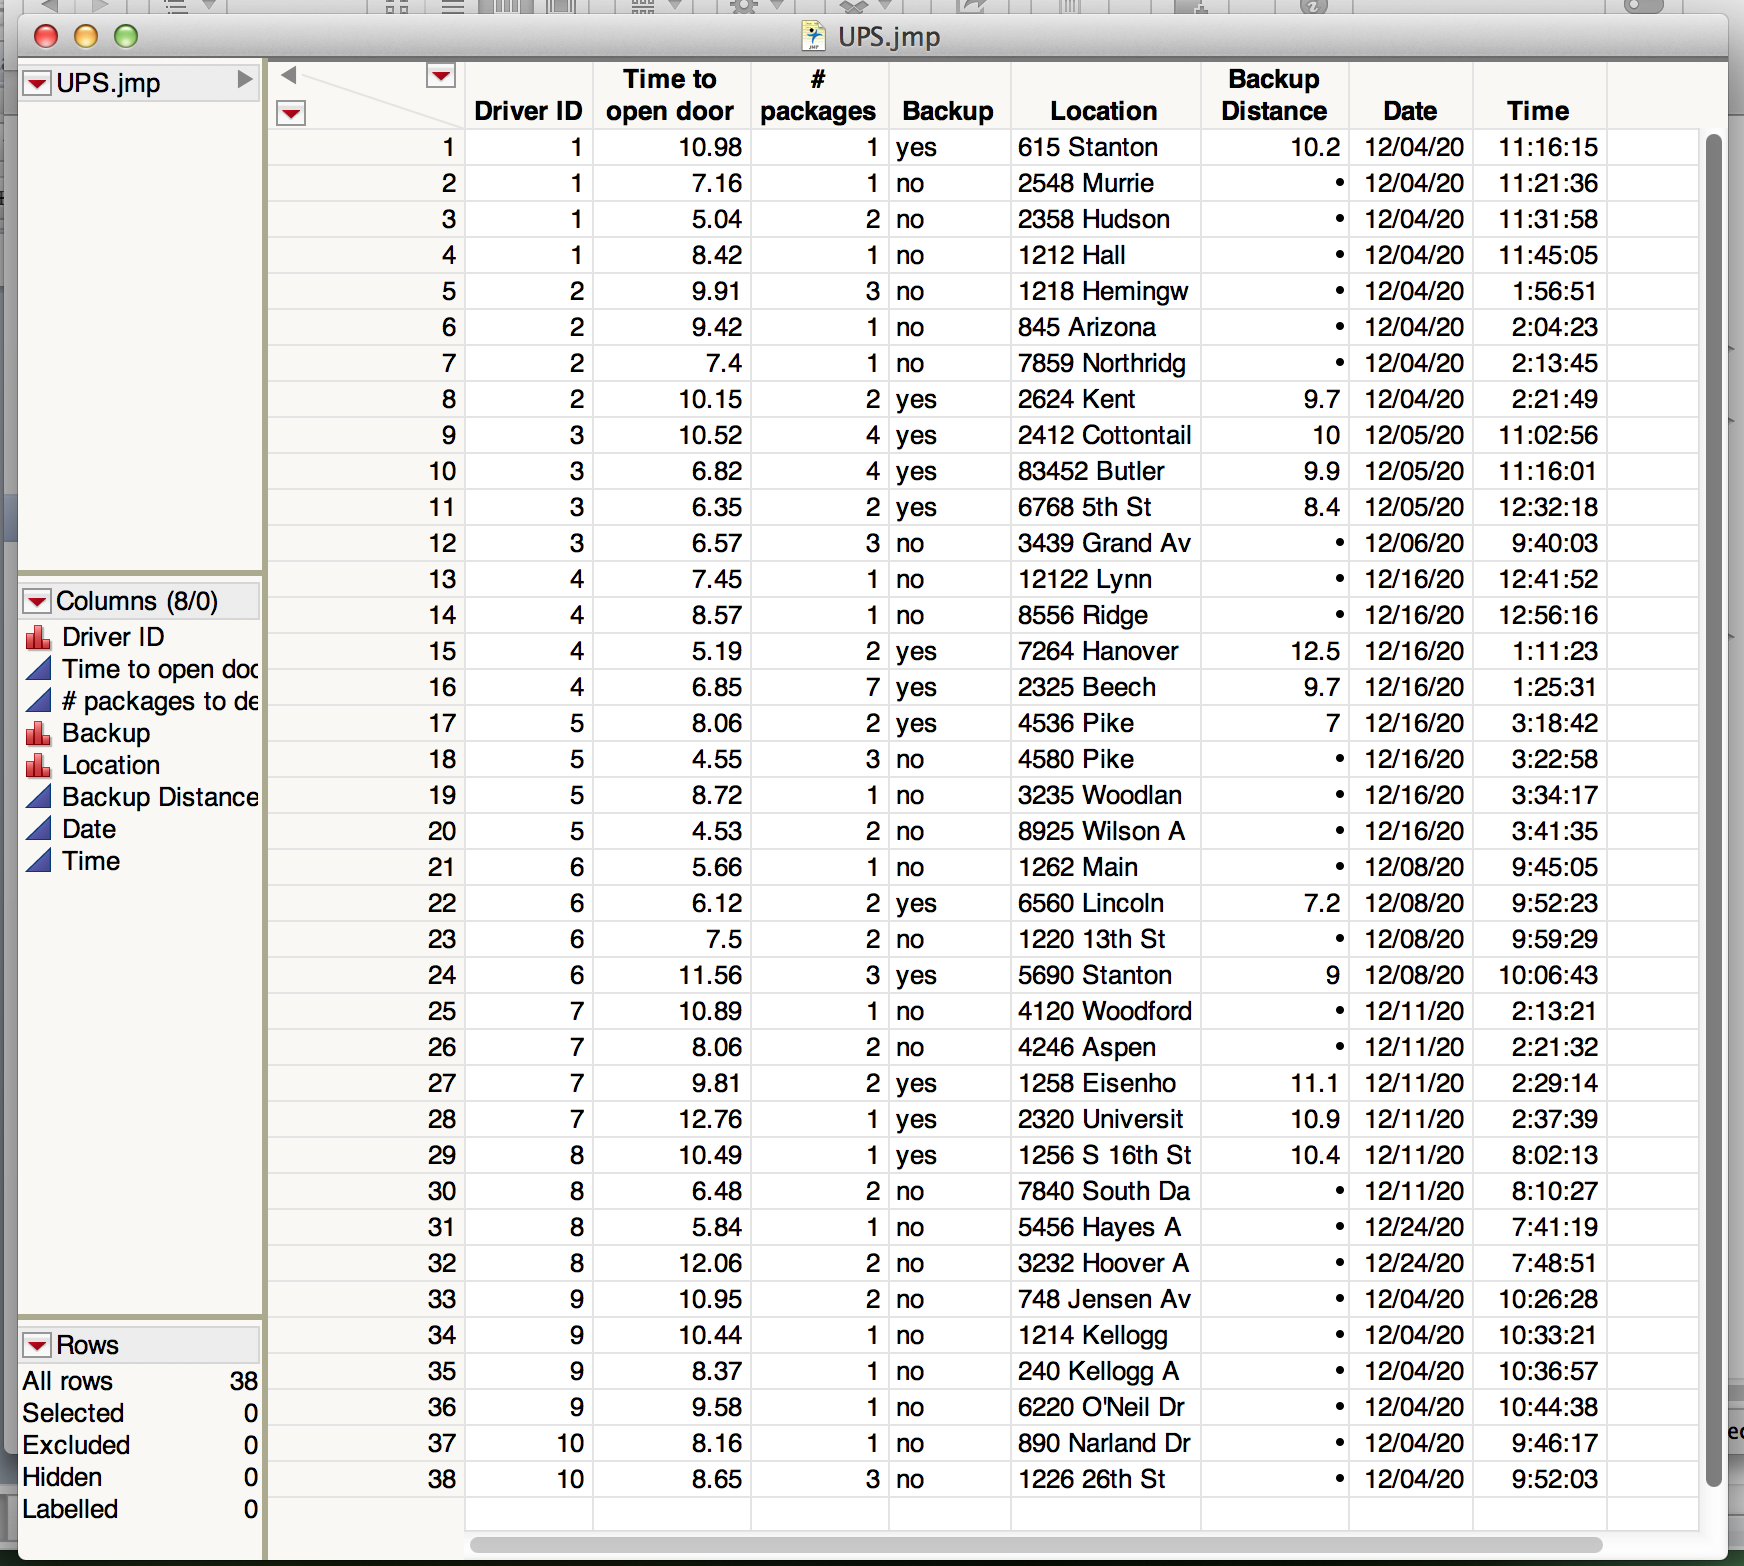 UPS.jmp
UPS.jmp
Driver ID Time to open door # packages Backup Location Backup Distance Date Time
1 1 10.98 1 yes 615 Stanton 10.2 12/04/20 11:16:15
2 1 7.16 1 no 2548 Murrie • 12/04/20 11:21:36
3 1 5.04 2 no 2358 Hudson • 12/04/20 11:31:58
4 1 8.42 1 no 1212 Hall • 12/04/20 11:45:05
5 2 9.91 3 no 1218 Hemingw • 12/04/20 1:56:51
6 2 9.42 1 no 845 Arizona • 12/04/20 2:04:23
7 2 7.4 1 no 7859 Northridg • 12/04/20 2:13:45
8 2 10.15 2 yes 2624 Kent 9.7 12/04/20 2:21:49
9 3 10.52 4 yes 2412 Cottontail 10 12/05/20 11:02:56
10 3 6.82 4 yes 83452 Butler 9.9 12/05/20 11:16:01
11 3 6.35 2 yes 6768 5th St 8.4 12/05/20 12:32:18
12 3 6.57 3 no 3439 Grand Av • 12/06/20 9:40:03
13 4 7.45 1 no 12122 Lynn • 12/16/20 12:41:52
14 4 8.57 1 no 8556 Ridge • 12/16/20 12:56:16
15 4 5.19 2 yes 7264 Hanover 12.5 12/16/20 1:11:23
16 4 6.85 7 yes 2325 Beech 9.7 12/16/20 1:25:31
17 5 8.06 2 yes 4536 Pike 7 12/16/20 3:18:42
18 5 4.55 3 no 4580 Pike • 12/16/20 3:22:58
19 5 8.72 1 no 3235 Woodlan • 12/16/20 3:34:17
20 5 4.53 2 no 8925 Wilson A • 12/16/20 3:41:35
21 6 5.66 1 no 1262 Main • 12/08/20 9:45:05
22 6 6.12 2 yes 6560 Lincoln 7.2 12/08/20 9:52:23
23 6 7.5 2 no 1220 13th St • 12/08/20 9:59:29
24 6 11.56 3 yes 5690 Stanton 9 12/08/20 10:06:43
25 7 10.89 1 no 4120 Woodford • 12/11/20 2:13:21
26 7 8.06 2 no 4246 Aspen • 12/11/20 2:21:32
27 7 9.81 2 yes 1258 Eisenho 11.1 12/11/20 2:29:14
28 7 12.76 1 yes 2320 Universit 10.9 12/11/20 2:37:39
29 8 10.49 1 yes 1256 S 16th St 10.4 12/11/20 8:02:13
30 8 6.48 2 no 7840 South Da • 12/11/20 8:10:27
31 8 5.84 1 no 5456 Hayes A • 12/24/20 7:41:19
32 8 12.06 2 no 3232 Hoover A • 12/24/20 7:48:51
33 9 10.95 2 no 748 Jensen Av • 12/04/20 10:26:28
34 9 10.44 1 no 1214 Kellogg • 12/04/20 10:33:21
35 9 8.37 1 no 240 Kellogg A • 12/04/20 10:36:57
36 9 9.58 1 no 6220 O'Neil Dr • 12/04/20 10:44:38
37 10 8.16 1 no 890 Narland Dr • 12/04/20 9:46:17
38 10 8.65 3 no 1226 26th St • 12/04/20 9:52:03
Columns (8/0)
Driver ID
Time to open doo
# packages to de
Backup
Location
Backup Distance
Date
Time
Rows
All rows 38
Selected 0
Excluded 0
Hidden 0
Labelled 0